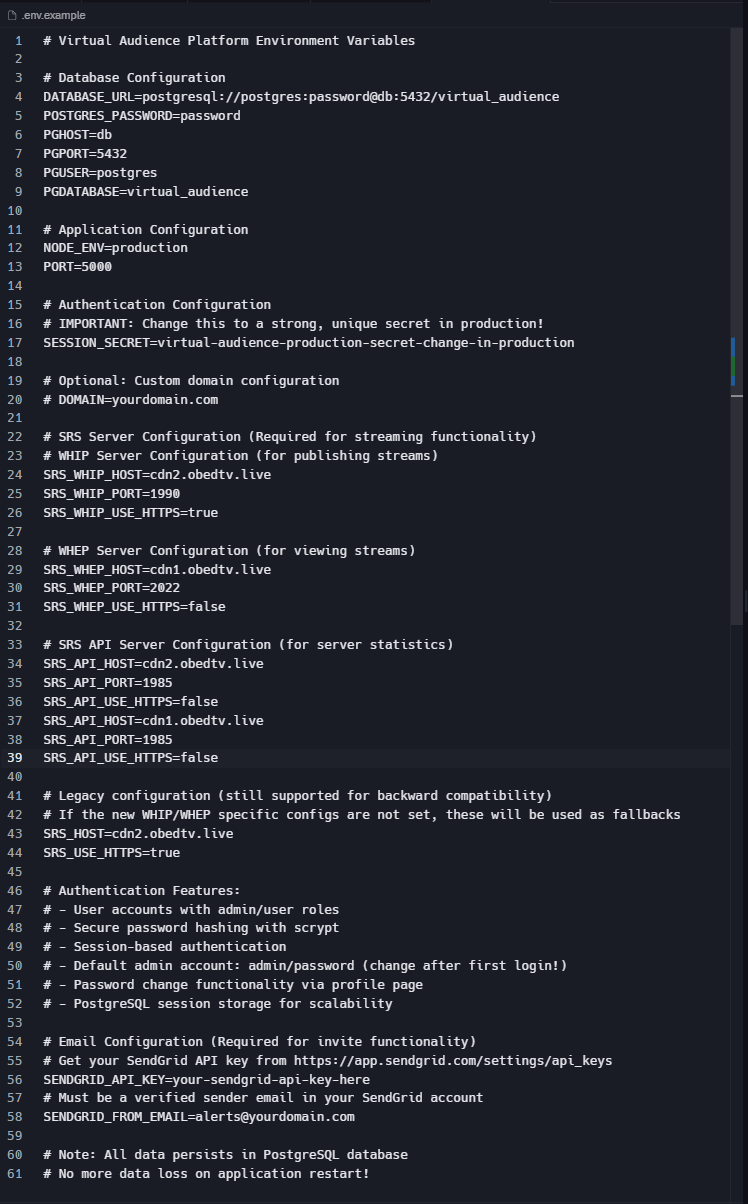 .env.example
1 # Virtual Audience Platform Environment Variables
2
3 # Database Configuration
4 DATABASE_URL=postgresql://postgres:password@db:5432/virtual_audience
5 POSTGRES_PASSWORD=password
6 PGHOST=db
7 PGPORT=5432
8 PGUSER=postgres
9 PGDATABASE=virtual_audience
10
11 # Application Configuration
12 NODE_ENV=production
13 PORT=5000
14
15 # Authentication Configuration
16 # IMPORTANT: Change this to a strong, unique secret in production!
17 SESSION_SECRET=virtual-audience-production-secret-change-in-production
18
19 # Optional: Custom domain configuration
20 # DOMAIN=yourdomain.com
21
22 # SRS Server Configuration (Required for streaming functionality)
23 # WHIP Server Configuration (for publishing streams)
24 SRS_WHIP_HOST=cdn2.obedtv.live
25 SRS_WHIP_PORT=1990
26 SRS_WHIP_USE_HTTPS=true
27
28 # WHEP Server Configuration (for viewing streams)
29 SRS_WHEP_HOST=cdn1.obedtv.live
30 SRS_WHEP_PORT=2022
31 SRS_WHEP_USE_HTTPS=false
32
33 # SRS API Server Configuration (for server statistics)
34 SRS_API_HOST=cdn2.obedtv.live
35 SRS_API_PORT=1985
36 SRS_API_USE_HTTPS=false
37 SRS_API_HOST=cdn1.obedtv.live
38 SRS_API_PORT=1985
39 SRS_API_USE_HTTPS=false
40
41 # Legacy configuration (still supported for backward compatibility)
42 # If the new WHIP/WHEP specific configs are not set, these will be used as fallbacks
43 SRS_HOST=cdn2.obedtv.live
44 SRS_USE_HTTPS=true
45
46 # Authentication Features:
47 # - User accounts with admin/user roles
48 # - Secure password hashing with scrypt
49 # - Session-based authentication
50 # - Default admin account: admin/password (change after first login!)
51 # - Password change functionality via profile page
52 # - PostgreSQL session storage for scalability
53
54 # Email Configuration (Required for invite functionality)
55 # Get your SendGrid API key from https://app.sendgrid.com/settings/api_keys
56 SENDGRID_API_KEY=your-sendgrid-api-key-here
57 # Must be a verified sender email in your SendGrid account
58 SENDGRID_FROM_EMAIL=alerts@yourdomain.com
59
60 # Note: All data persists in PostgreSQL database
61 # No more data loss on application restart!